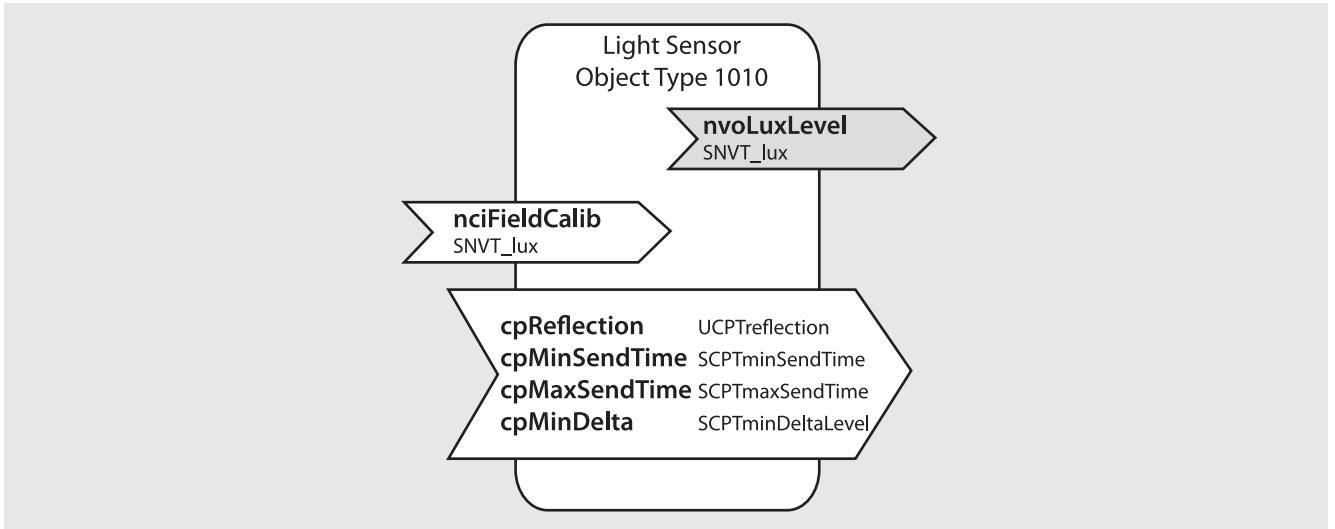 Light Sensor
Object Type 1010
nvoLuxLevel
SNVT_lux
nciFieldCalib
SNVT_lux
cpReflection UCPTreflection
cpMinSendTime SCPTminSendTime
cpMaxSendTime SCPTmaxSendTime
cpMinDelta SCPTminDeltaLevel